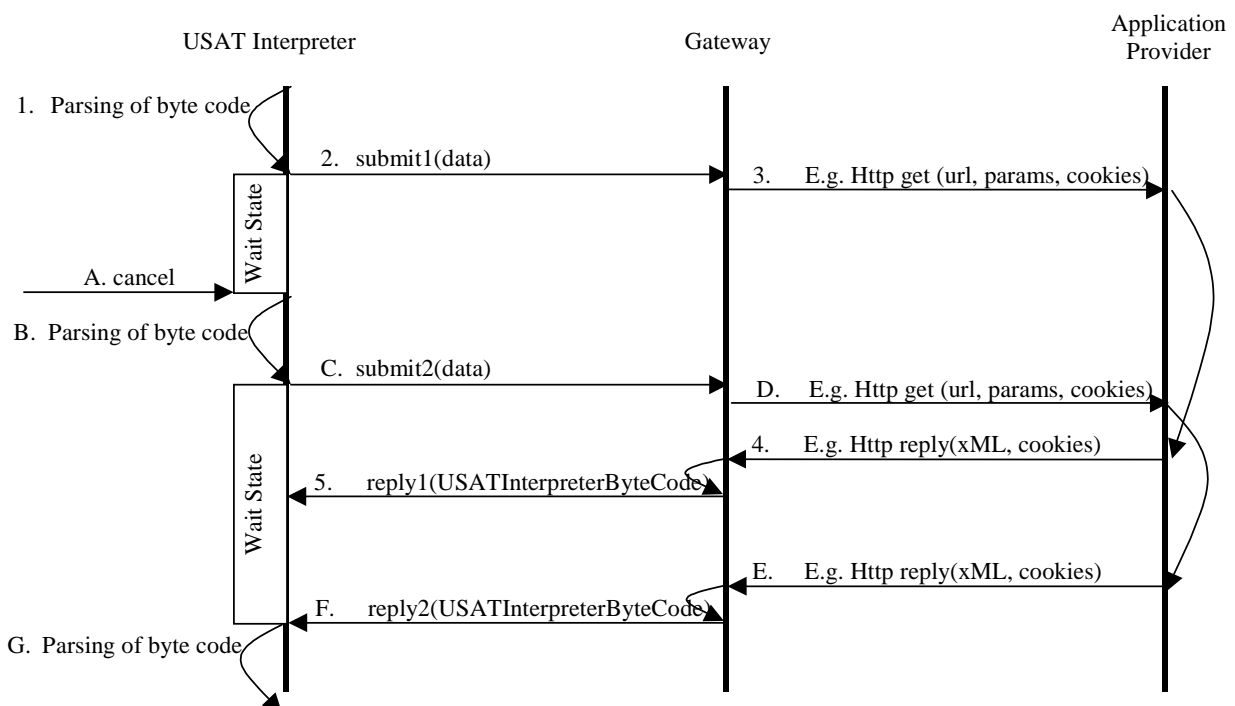 USAT Interpreter
Gateway
Application
Provider
1. Parsing of byte code
2. submit1(data)
3. E.g. Http get (url, params, cookies)
Wait State
A. cancel
B. Parsing of byte code
C. submit2(data)
D. E.g. Http get (url, params, cookies)
4. E.g. Http reply(xML, cookies)
5. reply1(USATInterpreterByteCode)
Wait State
E. E.g. Http reply(xML, cookies)
F. reply2(USATInterpreterByteCode)
G. Parsing of byte code